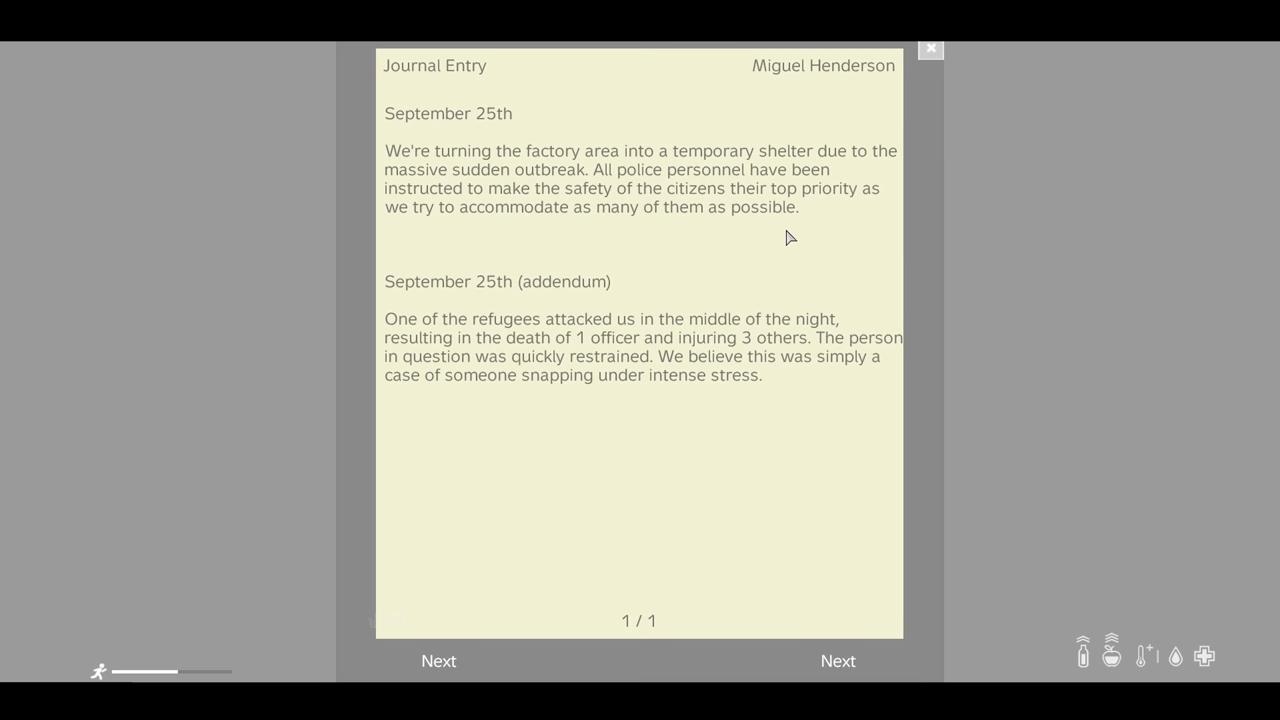 Journal Entry
Miguel Henderson
September 25th
We're turning the factory area into a temporary shelter due to the
massive sudden outbreak. All police personnel have been
instructed to make the safety of the citizens their top priority as
we try to accommodate as many of them as possible.
September 25th (addendum)
One of the refugees attacked us in the middle of the night,
resulting in the death of 1 officer and injuring 3 others. The person
in question was quickly restrained. We believe this was simply a
case of someone snapping under intense stress.
1 / 1
Next
Next